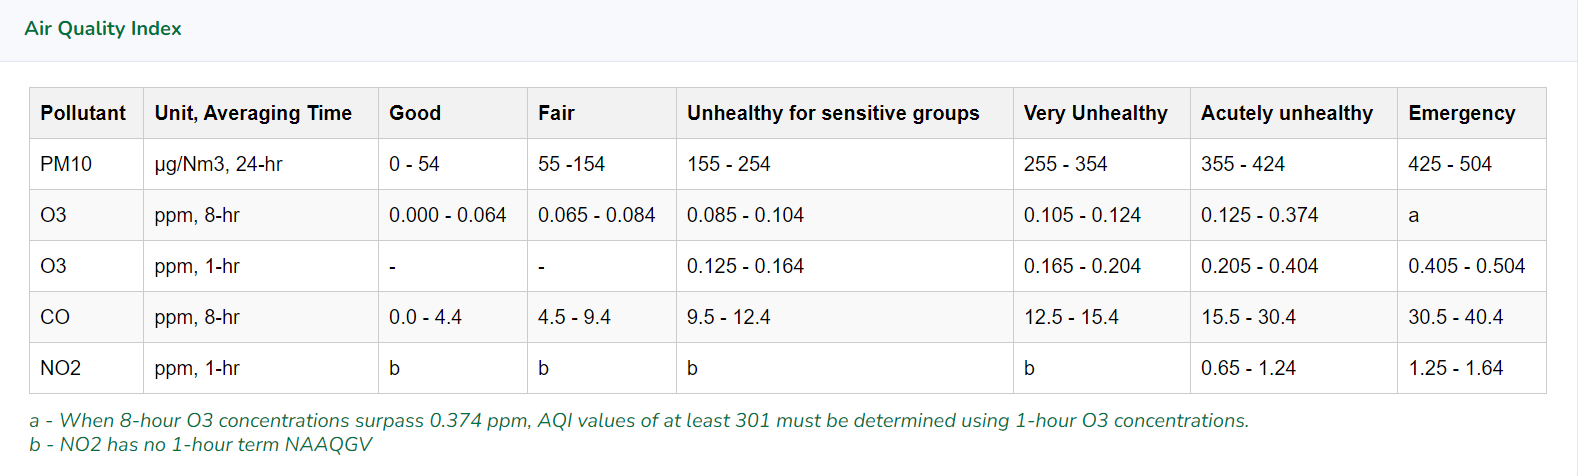 Air Quality Index
Pollutant Unit, Averaging Time Good Fair Unhealthy for sensitive groups Very Unhealthy Acutely unhealthy Emergency
PM10 µg/Nm3, 24-hr 0 - 54 55 -154 155 - 254 255 - 354 355 - 424 425 - 504
O3 ppm, 8-hr 0.000 - 0.064 0.065 - 0.084 0.085 - 0.104 0.105 - 0.124 0.125 - 0.374 a
O3 ppm, 1-hr - - 0.125 - 0.164 0.165 - 0.204 0.205 - 0.404 0.405 - 0.504
CO ppm, 8-hr 0.0 - 4.4 4.5 - 9.4 9.5 - 12.4 12.5 - 15.4 15.5 - 30.4 30.5 - 40.4
NO2 ppm, 1-hr b b b b 0.65 - 1.24 1.25 - 1.64
a - When 8-hour O3 concentrations surpass 0.374 ppm, AQI values of at least 301 must be determined using 1-hour O3 concentrations.
b - NO2 has no 1-hour term NAAQGV